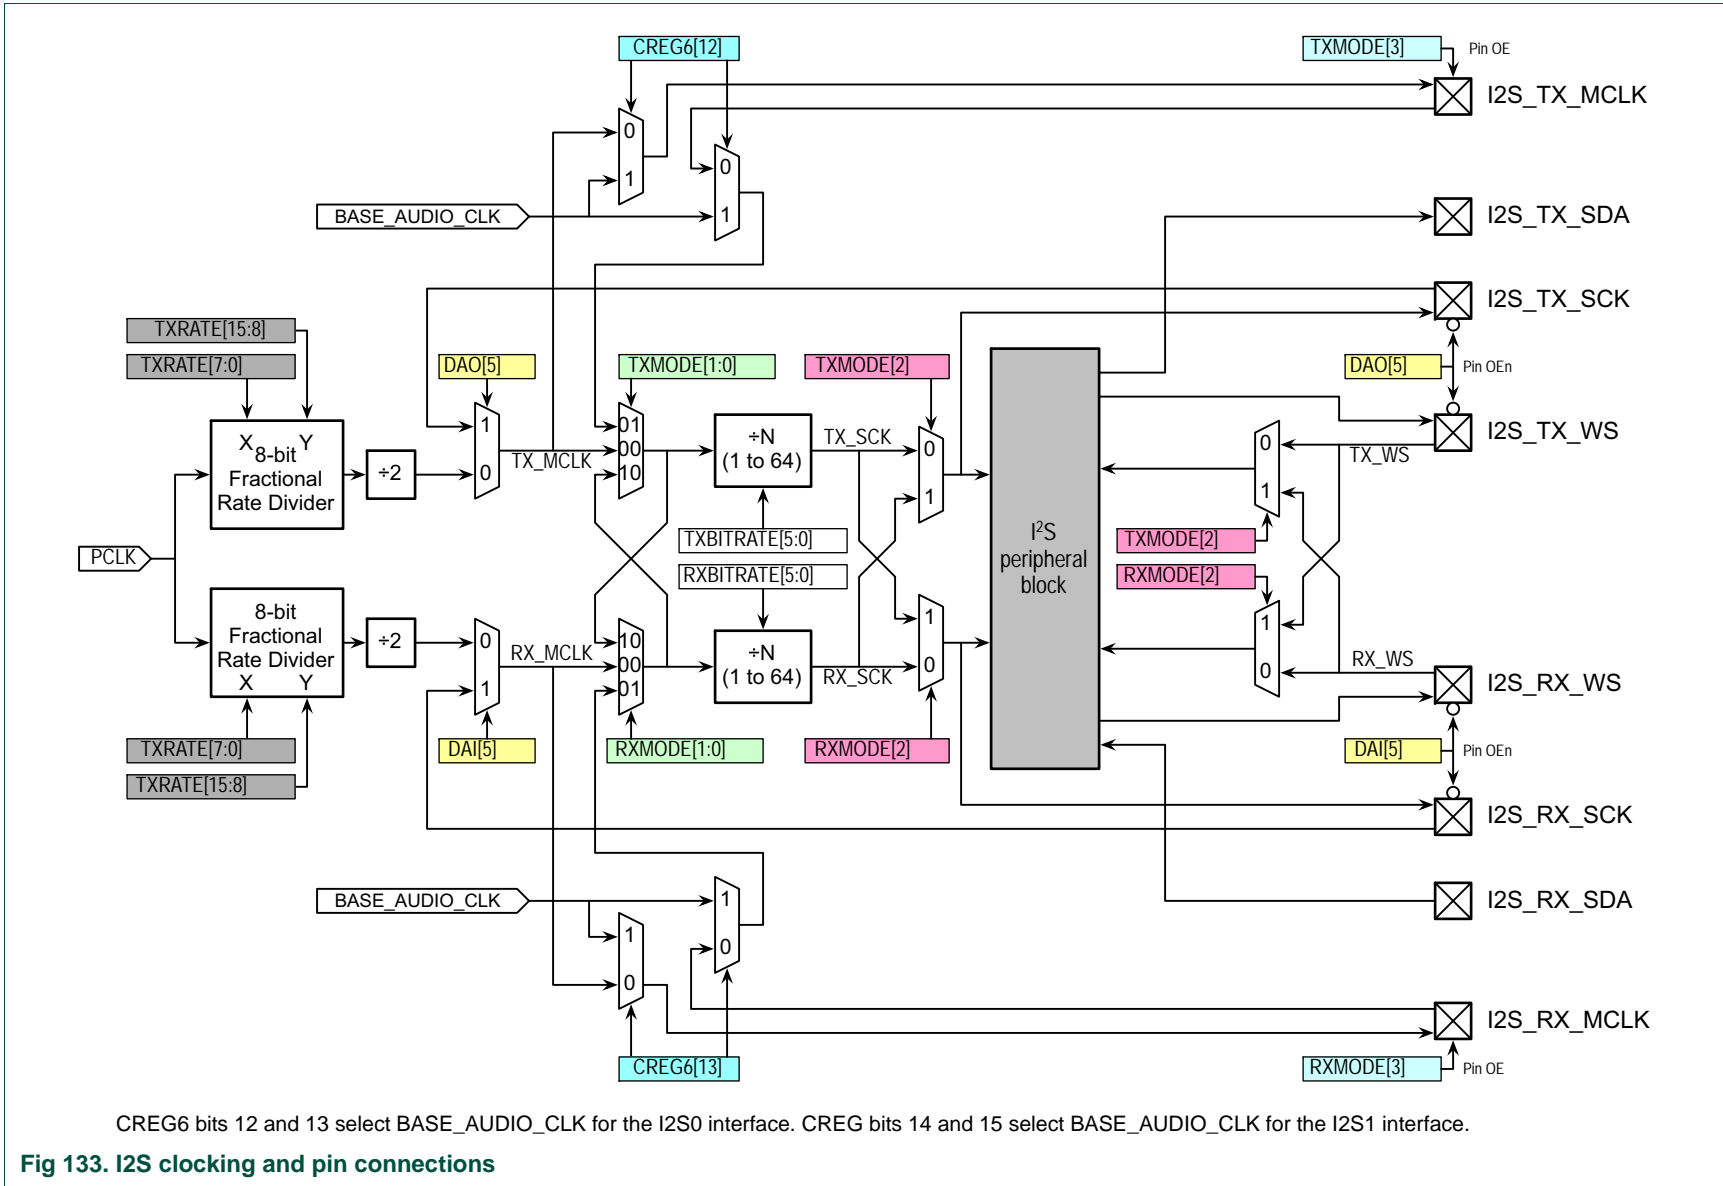 CREG6[12]
TXMODE[3]
Pin OE
I2S_TX_MCLK
0
1
0
1
BASE_AUDIO_CLK
I2S_TX_SDA
I2S_TX_SCK
TXRATE[15:8]
TXRATE[7:0]
DAO[5]
TXMODE[1:0]
TXMODE[2]
DAO[5]
Pin OEn
I2S_TX_WS
X Y
8-bit
Fractional
Rate Divider
÷2
1
0
TX_MCLK
01
00
10
÷N
(1 to 64)
TX_SCK
0
1
0
1
TX_WS
TXBITRATE[5:0]
RXBITRATE[5:0]
TXMODE[2]
RXMODE[2]
I2S
peripheral
block
PCLK
8-bit
Fractional
Rate Divider
X Y
÷2
0
1
RX_MCLK
10
00
01
÷N
(1 to 64)
RX_SCK
1
0
1
0
RX_WS
I2S_RX_WS
TXRATE[7:0]
TXRATE[15:8]
DAI[5]
RXMODE[1:0]
RXMODE[2]
DAI[5]
Pin OEn
I2S_RX_SCK
BASE_AUDIO_CLK
1
0
1
0
I2S_RX_SDA
I2S_RX_MCLK
CREG6[13]
RXMODE[3]
Pin OE
CREG6 bits 12 and 13 select BASE_AUDIO_CLK for the I2S0 interface. CREG bits 14 and 15 select BASE_AUDIO_CLK for the I2S1 interface.
Fig 133. I2S clocking and pin connections